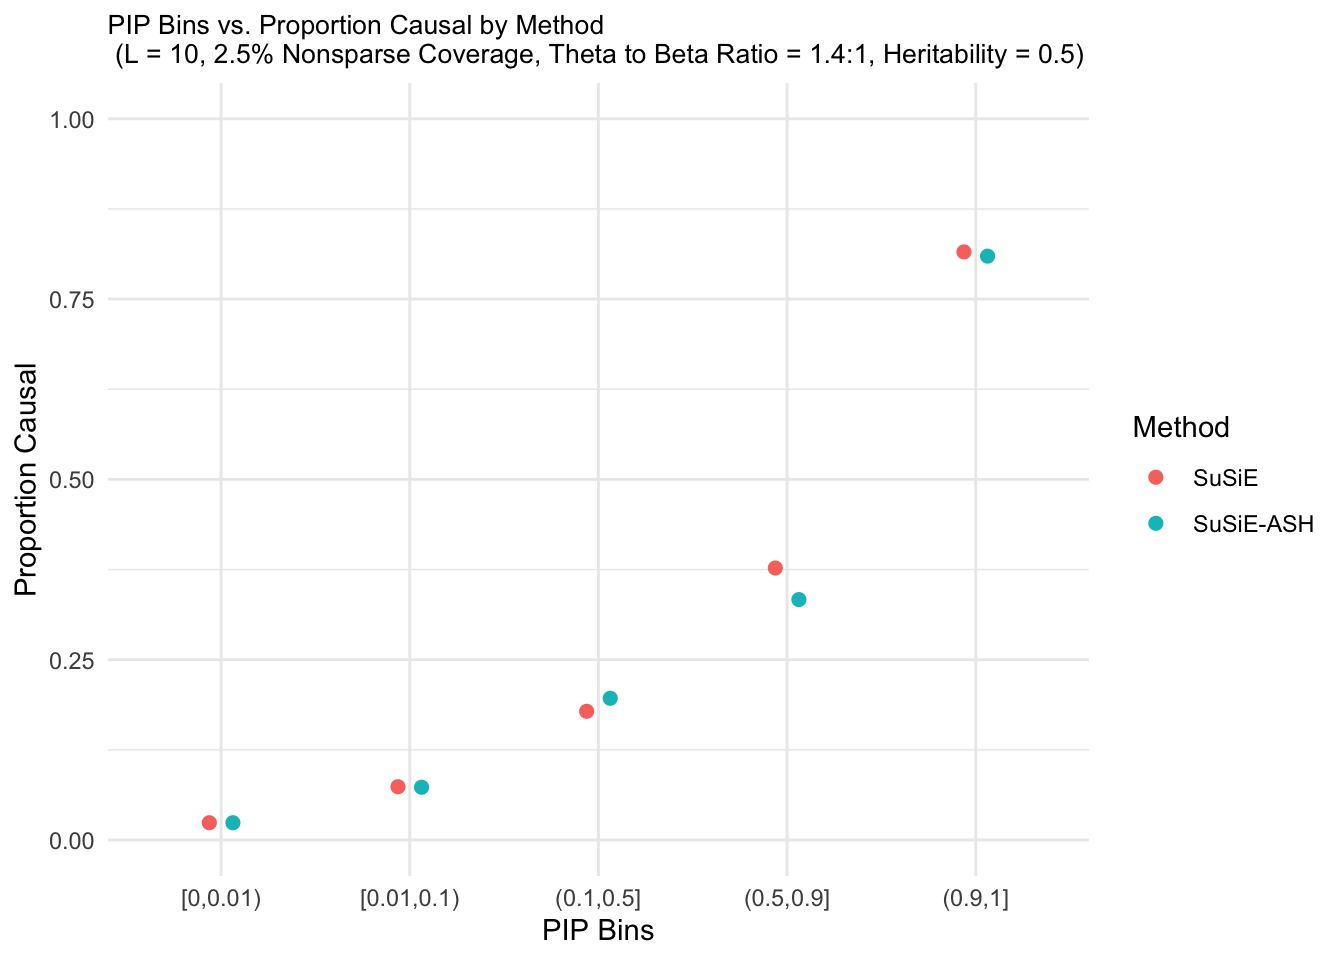 PIP Bins vs. Proportion Causal by Method
(L = 10, 2.5% Nonsparse Coverage, Theta to Beta Ratio = 1.4:1, Heritability = 0.5)
1.00
0.75
0.50
0.25
0.00
Proportion Causal
[0,0.01)
[0.01,0.1)
(0.1,0.5]
(0.5,0.9]
(0.9,1]
PIP Bins
Method
SuSiE
SuSiE-ASH